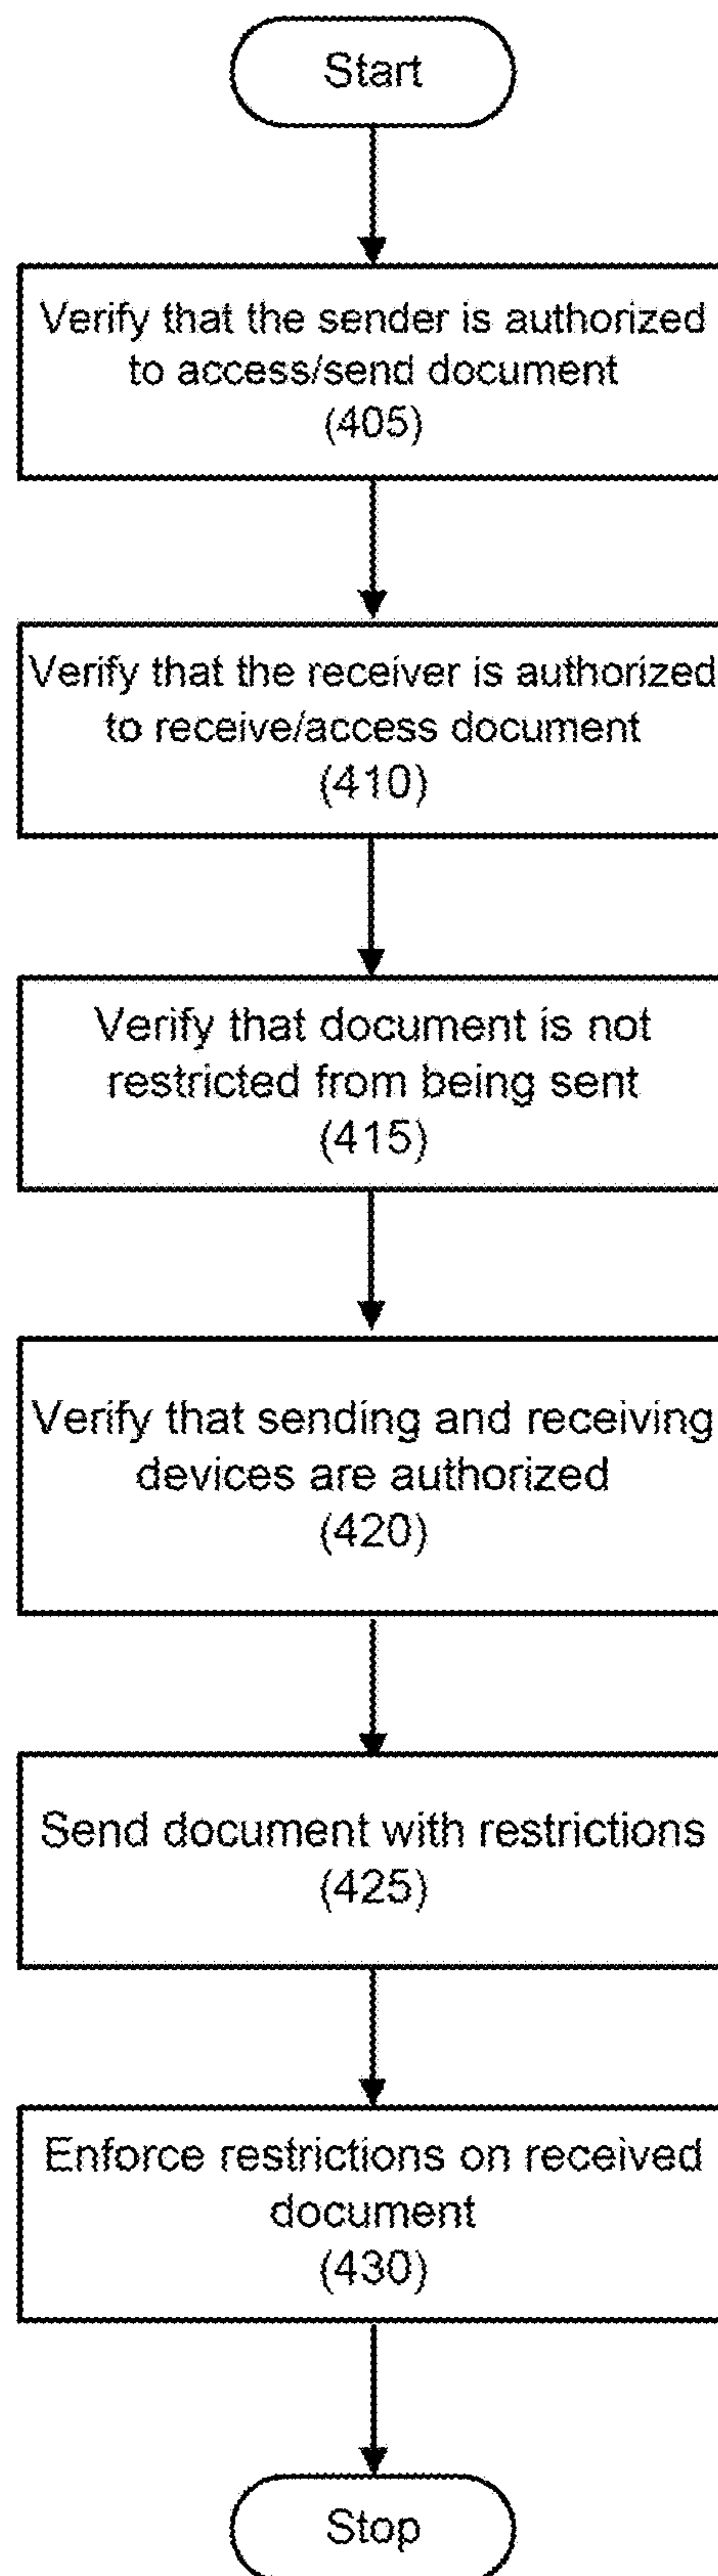 Start
Verify that the sender is authorized
to access/send document
(405)
Verify that the receiver is authorized
to receive/access document
(410)
Verify that document is not
restricted from being sent
(415)
Verify that sending and receiving
devices are authorized
(420)
Send document with restrictions
(425)
Enforce restrictions on received
document
(430)
Stop